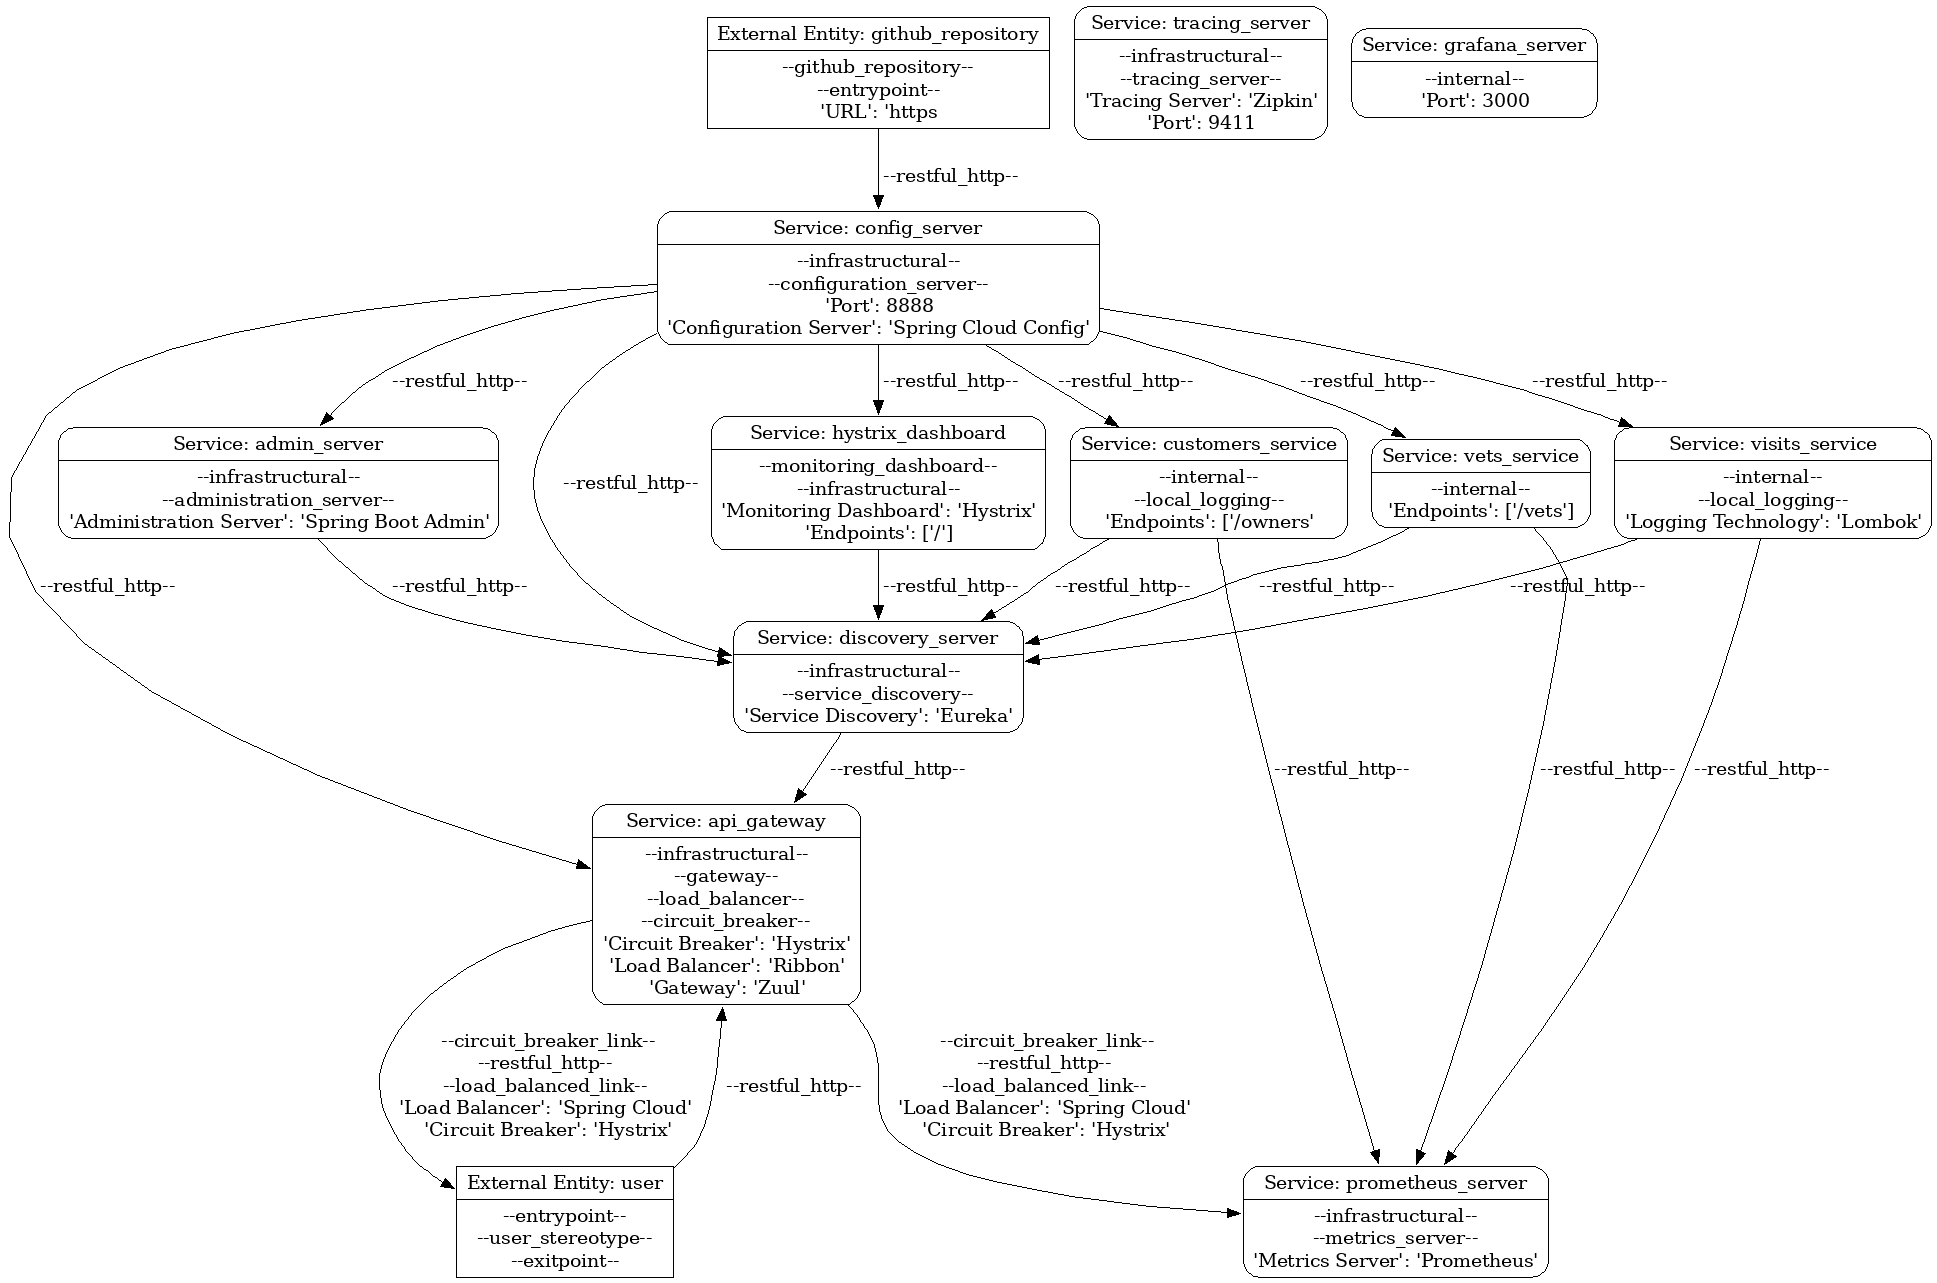 External Entity: github_repository
--github_repository--
--entrypoint--
'URL': 'https
Service: tracing_server
--infrastructural--
--tracing_server--
'Tracing Server': 'Zipkin'
'Port': 9411
Service: grafana_server
--internal--
'Port': 3000
--restful_http--
Service: config_server
--infrastructural--
--configuration_server--
'Port': 8888
'Configuration Server': 'Spring Cloud Config'
--restful_http--
--restful_http--
--restful_http--
--restful_http--
--restful_http--
Service: admin_server
--infrastructural--
--administration_server--
'Administration Server': 'Spring Boot Admin'
--restful_http--
Service: hystrix_dashboard
--monitoring_dashboard--
--infrastructural--
'Monitoring Dashboard': 'Hystrix'
'Endpoints': ['/']
Service: customers_service
--internal--
--local_logging--
'Endpoints': ['/owners'
Service: vets_service
--internal--
'Endpoints': ['/vets']
Service: visits_service
--internal--
--local_logging--
'Logging Technology': 'Lombok'
--restful_http--
--restful_http--
--restful_http--
--restful_http--
--restful_http--
--restful_http--
Service: discovery_server
--infrastructural--
--service_discovery--
'Service Discovery': 'Eureka'
--restful_http--
--restful_http--
--restful_http--
--restful_http--
Service: api_gateway
--infrastructural--
--gateway--
--load_balancer--
--circuit_breaker--
'Circuit Breaker': 'Hystrix'
'Load Balancer': 'Ribbon'
'Gateway': 'Zuul'
--circuit_breaker_link--
--restful_http--
--load_balanced_link--
'Load Balancer': 'Spring Cloud'
'Circuit Breaker': 'Hystrix'
--restful_http--
--circuit_breaker_link--
--restful_http--
--load_balanced_link--
'Load Balancer': 'Spring Cloud'
'Circuit Breaker': 'Hystrix'
External Entity: user
--entrypoint--
--user_stereotype--
--exitpoint--
Service: prometheus_server
--infrastructural--
--metrics_server--
'Metrics Server': 'Prometheus'